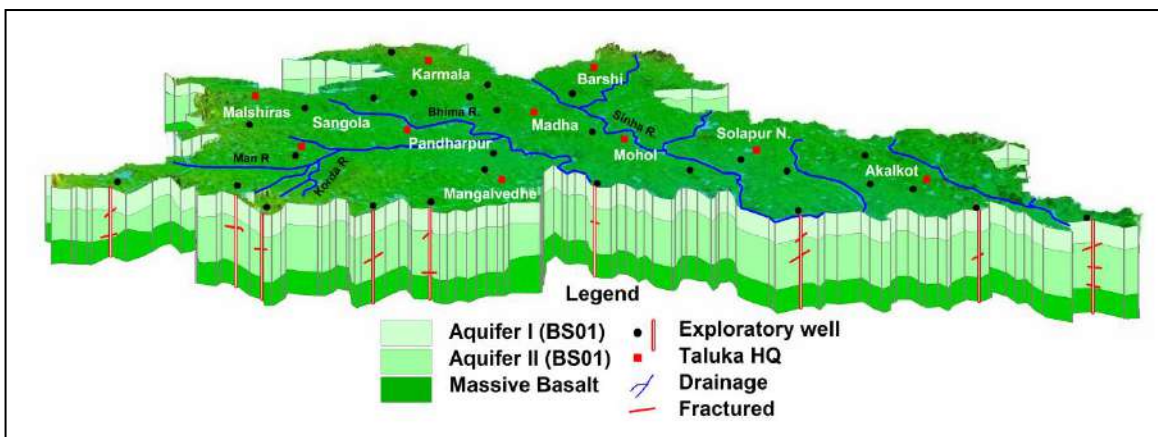 Karmala
Barshi
Malshiras
Sangola
Bhima R.
Madha
Sinha R.
Solapur N.
Pandharpur
Mohol
Man R
Korda R.
Mangalvedhe
Akalkot
Legend
Aquifer I (BS01)
Aquifer II (BS01)
Massive Basalt
Exploratory well
Taluka HQ
Drainage
Fractured